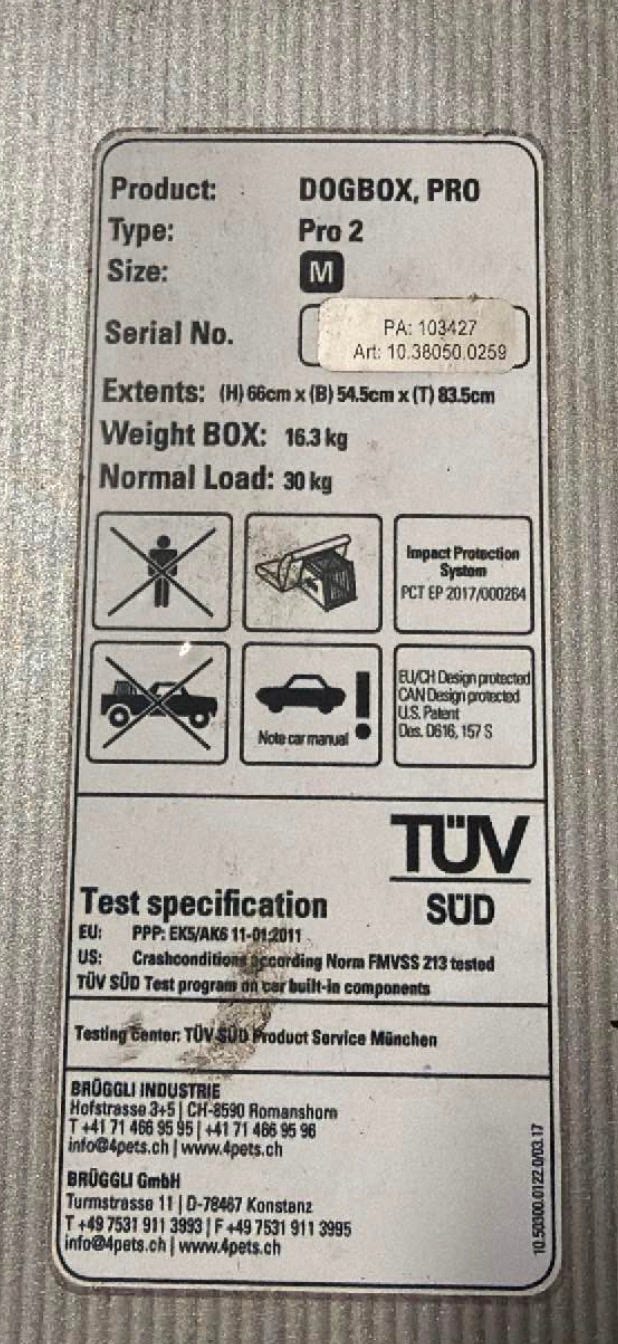 Product: DOGBOX, PRO
Type: Pro 2
Size: M
Serial No. PA: 103427
Art: 10.38050.0259
Extents: (H) 66cm x (B) 54.5cm x (T) 83.5cm
Weight BOX: 16.3 kg
Normal Load: 30 kg
Impact Protection
System
PCT EP 2017/000264
Note car manual !
EU/CH Design protected
CAN Design protected
U.S. Patent
Des. D616, 157 S
TÜV
SÜD
Test specification
EU: PPP: EK5/AK6 11-01:2011
US: Crashconditions according Norm FMVSS 213 tested
TÜV SÜD Test program on car built-in components
Testing Center: TÜV SÜD Product Service München
BRÜGGLI INDUSTRIE
Hofstrasse 3+5 | CH-8590 Romanshorn
T +41 71 466 95 95 | +41 71 466 95 96
info@4pets.ch | www.4pets.ch
BRÜGGLI GmbH
Turmstrasse 11 | D-78467 Konstanz
T +49 7531 911 3993 | F +49 7531 911 3995
info@4pets.ch | www.4pets.ch
10.50300.0122.0/03.17